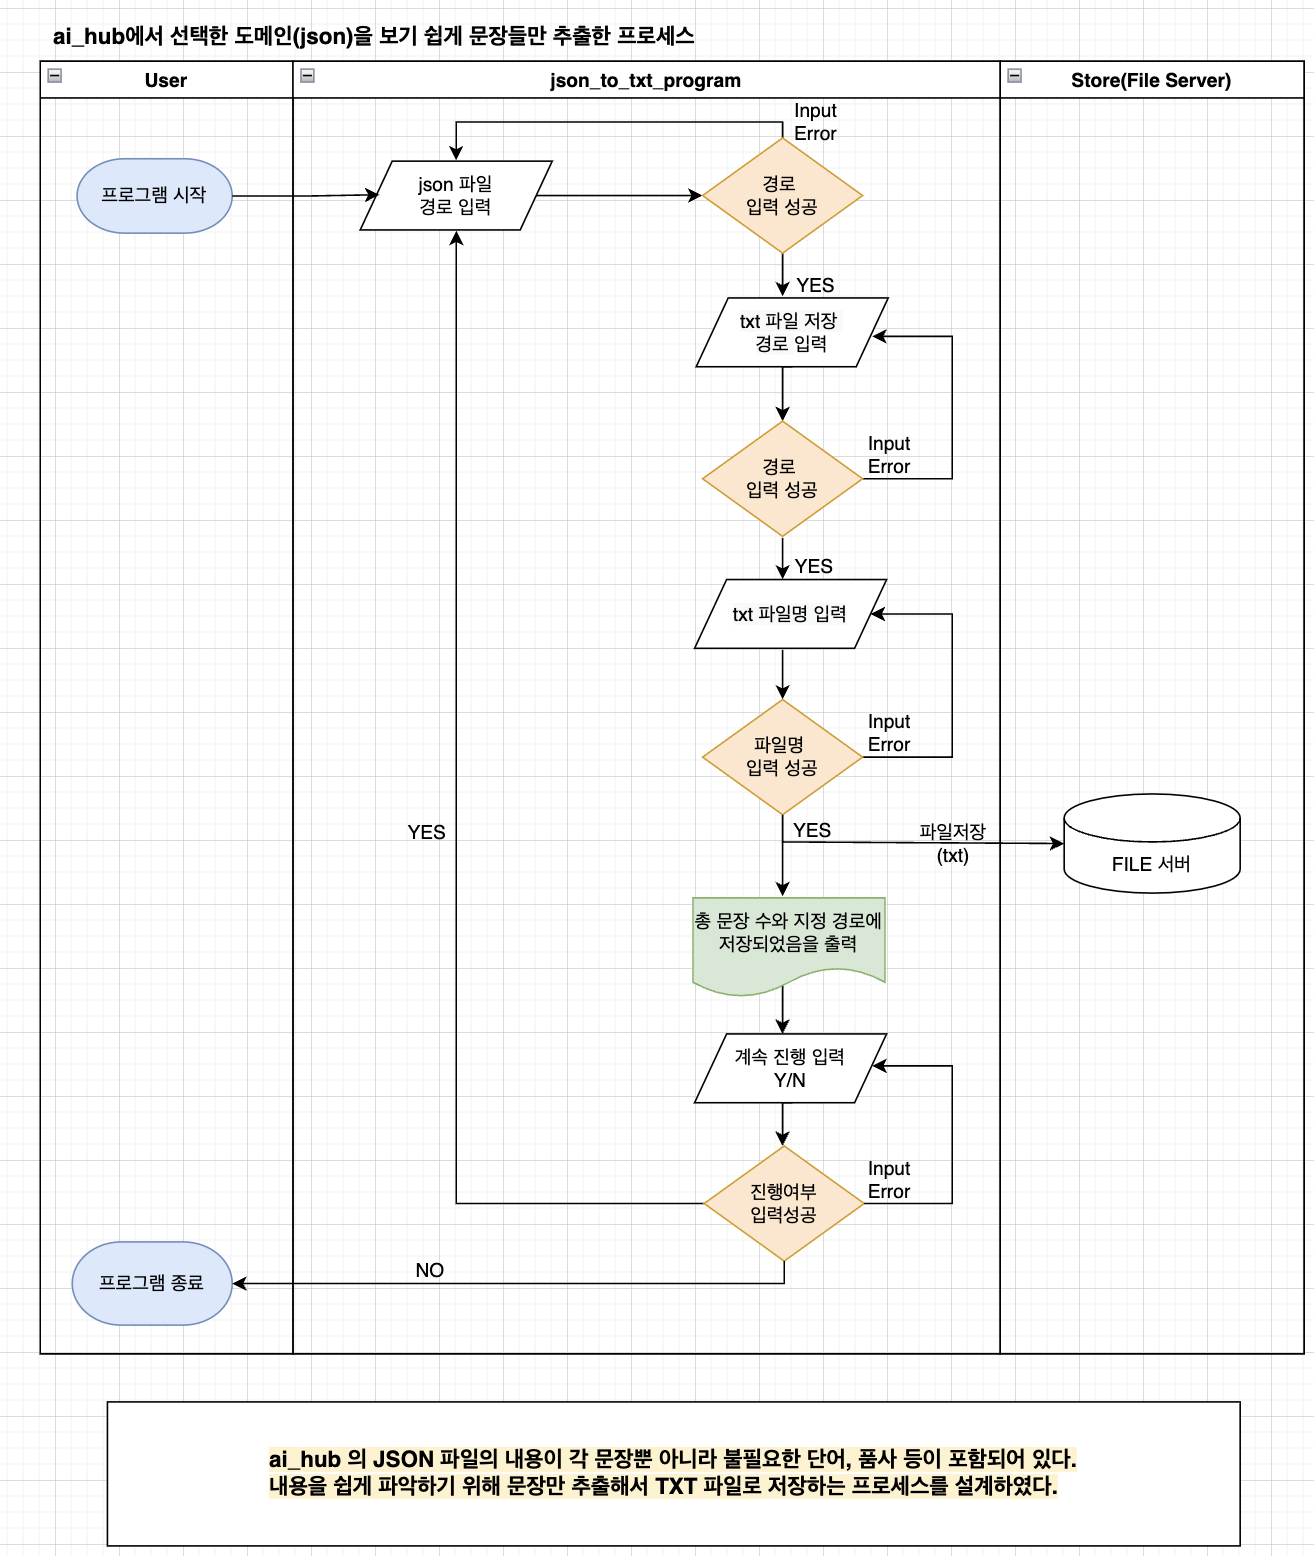 ai_hub에서 선택한 도메인(json)을 보기 쉽게 문장들만 추출한 프로세스
User
json_to_txt_program
Store(File Server)
Input
Error
프로그램 시작
json 파일
경로 입력
경로
입력 성공
YES
txt 파일 저장
경로 입력
경로
입력 성공
Input
Error
YES
txt 파일명 입력
파일명
입력 성공
Input
Error
YES
YES
파일저장
(txt)
FILE 서버
총 문장 수와 지정 경로에
저장되었음을 출력
계속 진행 입력
Y/N
진행여부
입력성공
Input
Error
NO
프로그램 종료
ai_hub 의 JSON 파일의 내용이 각 문장뿐 아니라 불필요한 단어, 품사 등이 포함되어 있다.
내용을 쉽게 파악하기 위해 문장만 추출해서 TXT 파일로 저장하는 프로세스를 설계하였다.